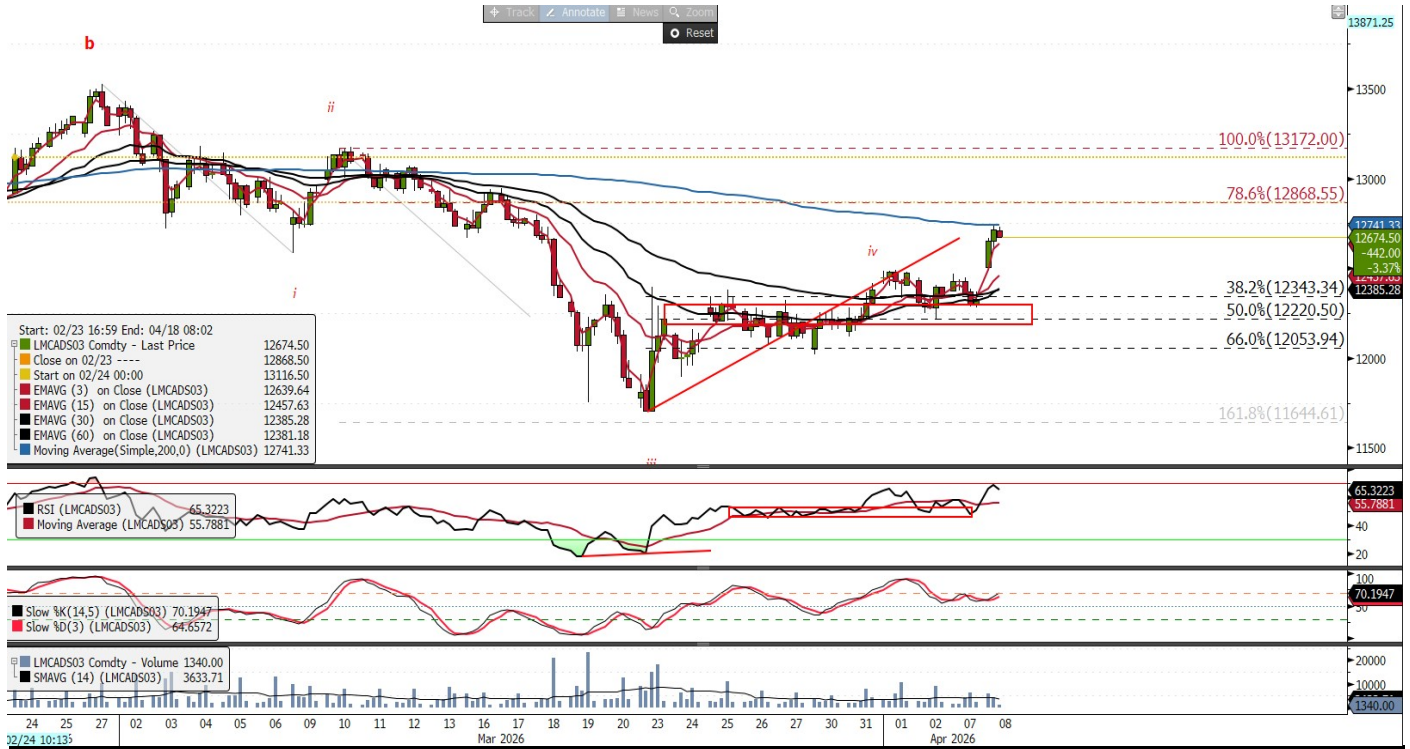 Track Annotate News Zoom
Reset
13871.25
b
ii
i
iv
iii
13500
13000
12000
11500
100.0%(13172.00)
78.6%(12868.55)
38.2%(12343.34)
50.0%(12220.50)
66.0%(12053.94)
161.8%(11644.61)
12741.33
12674.50
-442.00
-3.37%
12385.28
Start: 02/23 16:59 End: 04/18 08:02
LMCADS03 Comdty - Last Price 12674.50
Close on 02/23 ---- 12868.50
Start on 02/24 00:00 13116.50
EMAVG (3) on Close (LMCADS03) 12639.64
EMAVG (15) on Close (LMCADS03) 12457.63
EMAVG (30) on Close (LMCADS03) 12385.28
EMAVG (60) on Close (LMCADS03) 12381.18
Moving Average(Simple,200,0) (LMCADS03) 12741.33
RSI (LMCADS03) 65.3223
Moving Average (LMCADS03) 55.7881
65.3223
55.7881
40
20
Slow %K(14,5) (LMCADS03) 70.1947
Slow %D(3) (LMCADS03) 64.6572
100
70.1947
50
LMCADS03 Comdty - Volume 1340.00
SMAVG (14) (LMCADS03) 3633.71
20000
10000
1340.00
24 25 27 02 03 04 05 06 09 10 11 12 13 16 17 18 19 20 23 24 25 26 27 30 31 01 02 07 08
02/24 10:13
Mar 2026
Apr 2026